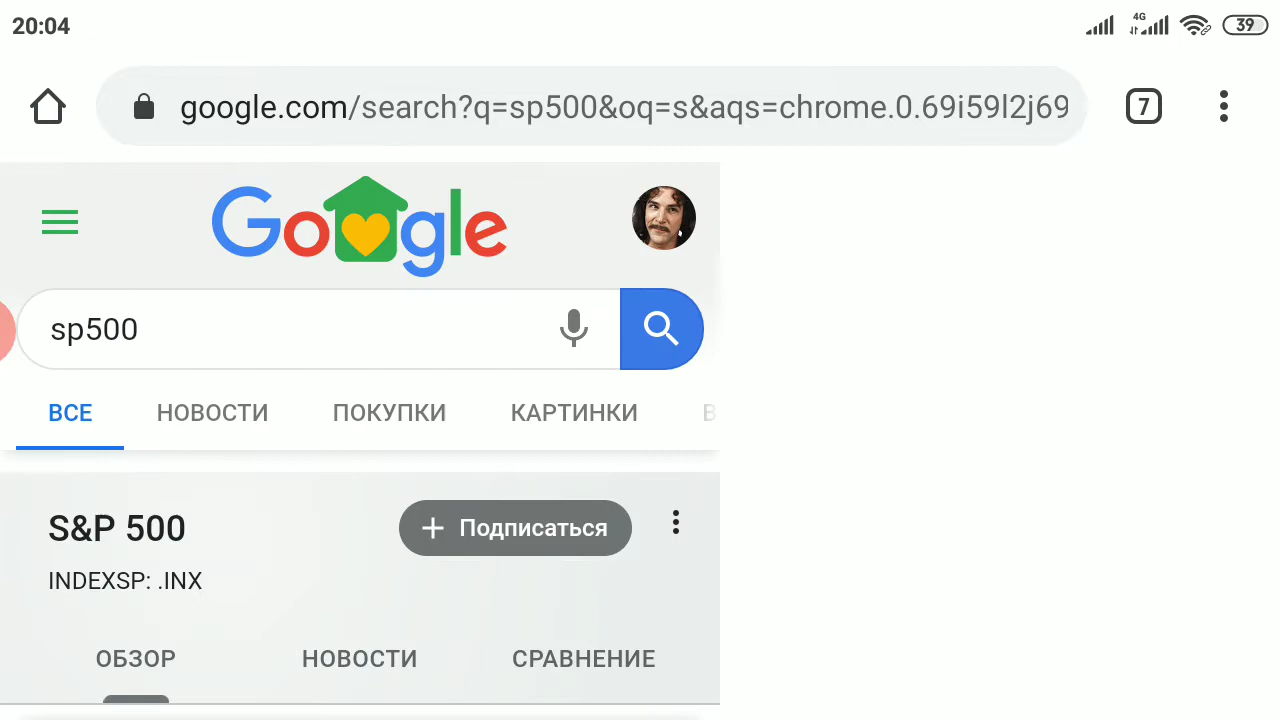 20:04 4G 39
google.com/search?q=sp500&oq=s&aqs=chrome.0.69i59l2j69 7
Google
sp500
ВСЕ НОВОСТИ ПОКУПКИ КАРТИНКИ В
S&P 500 + Подписаться
INDEXSP: .INX
ОБЗОР НОВОСТИ СРАВНЕНИЕ